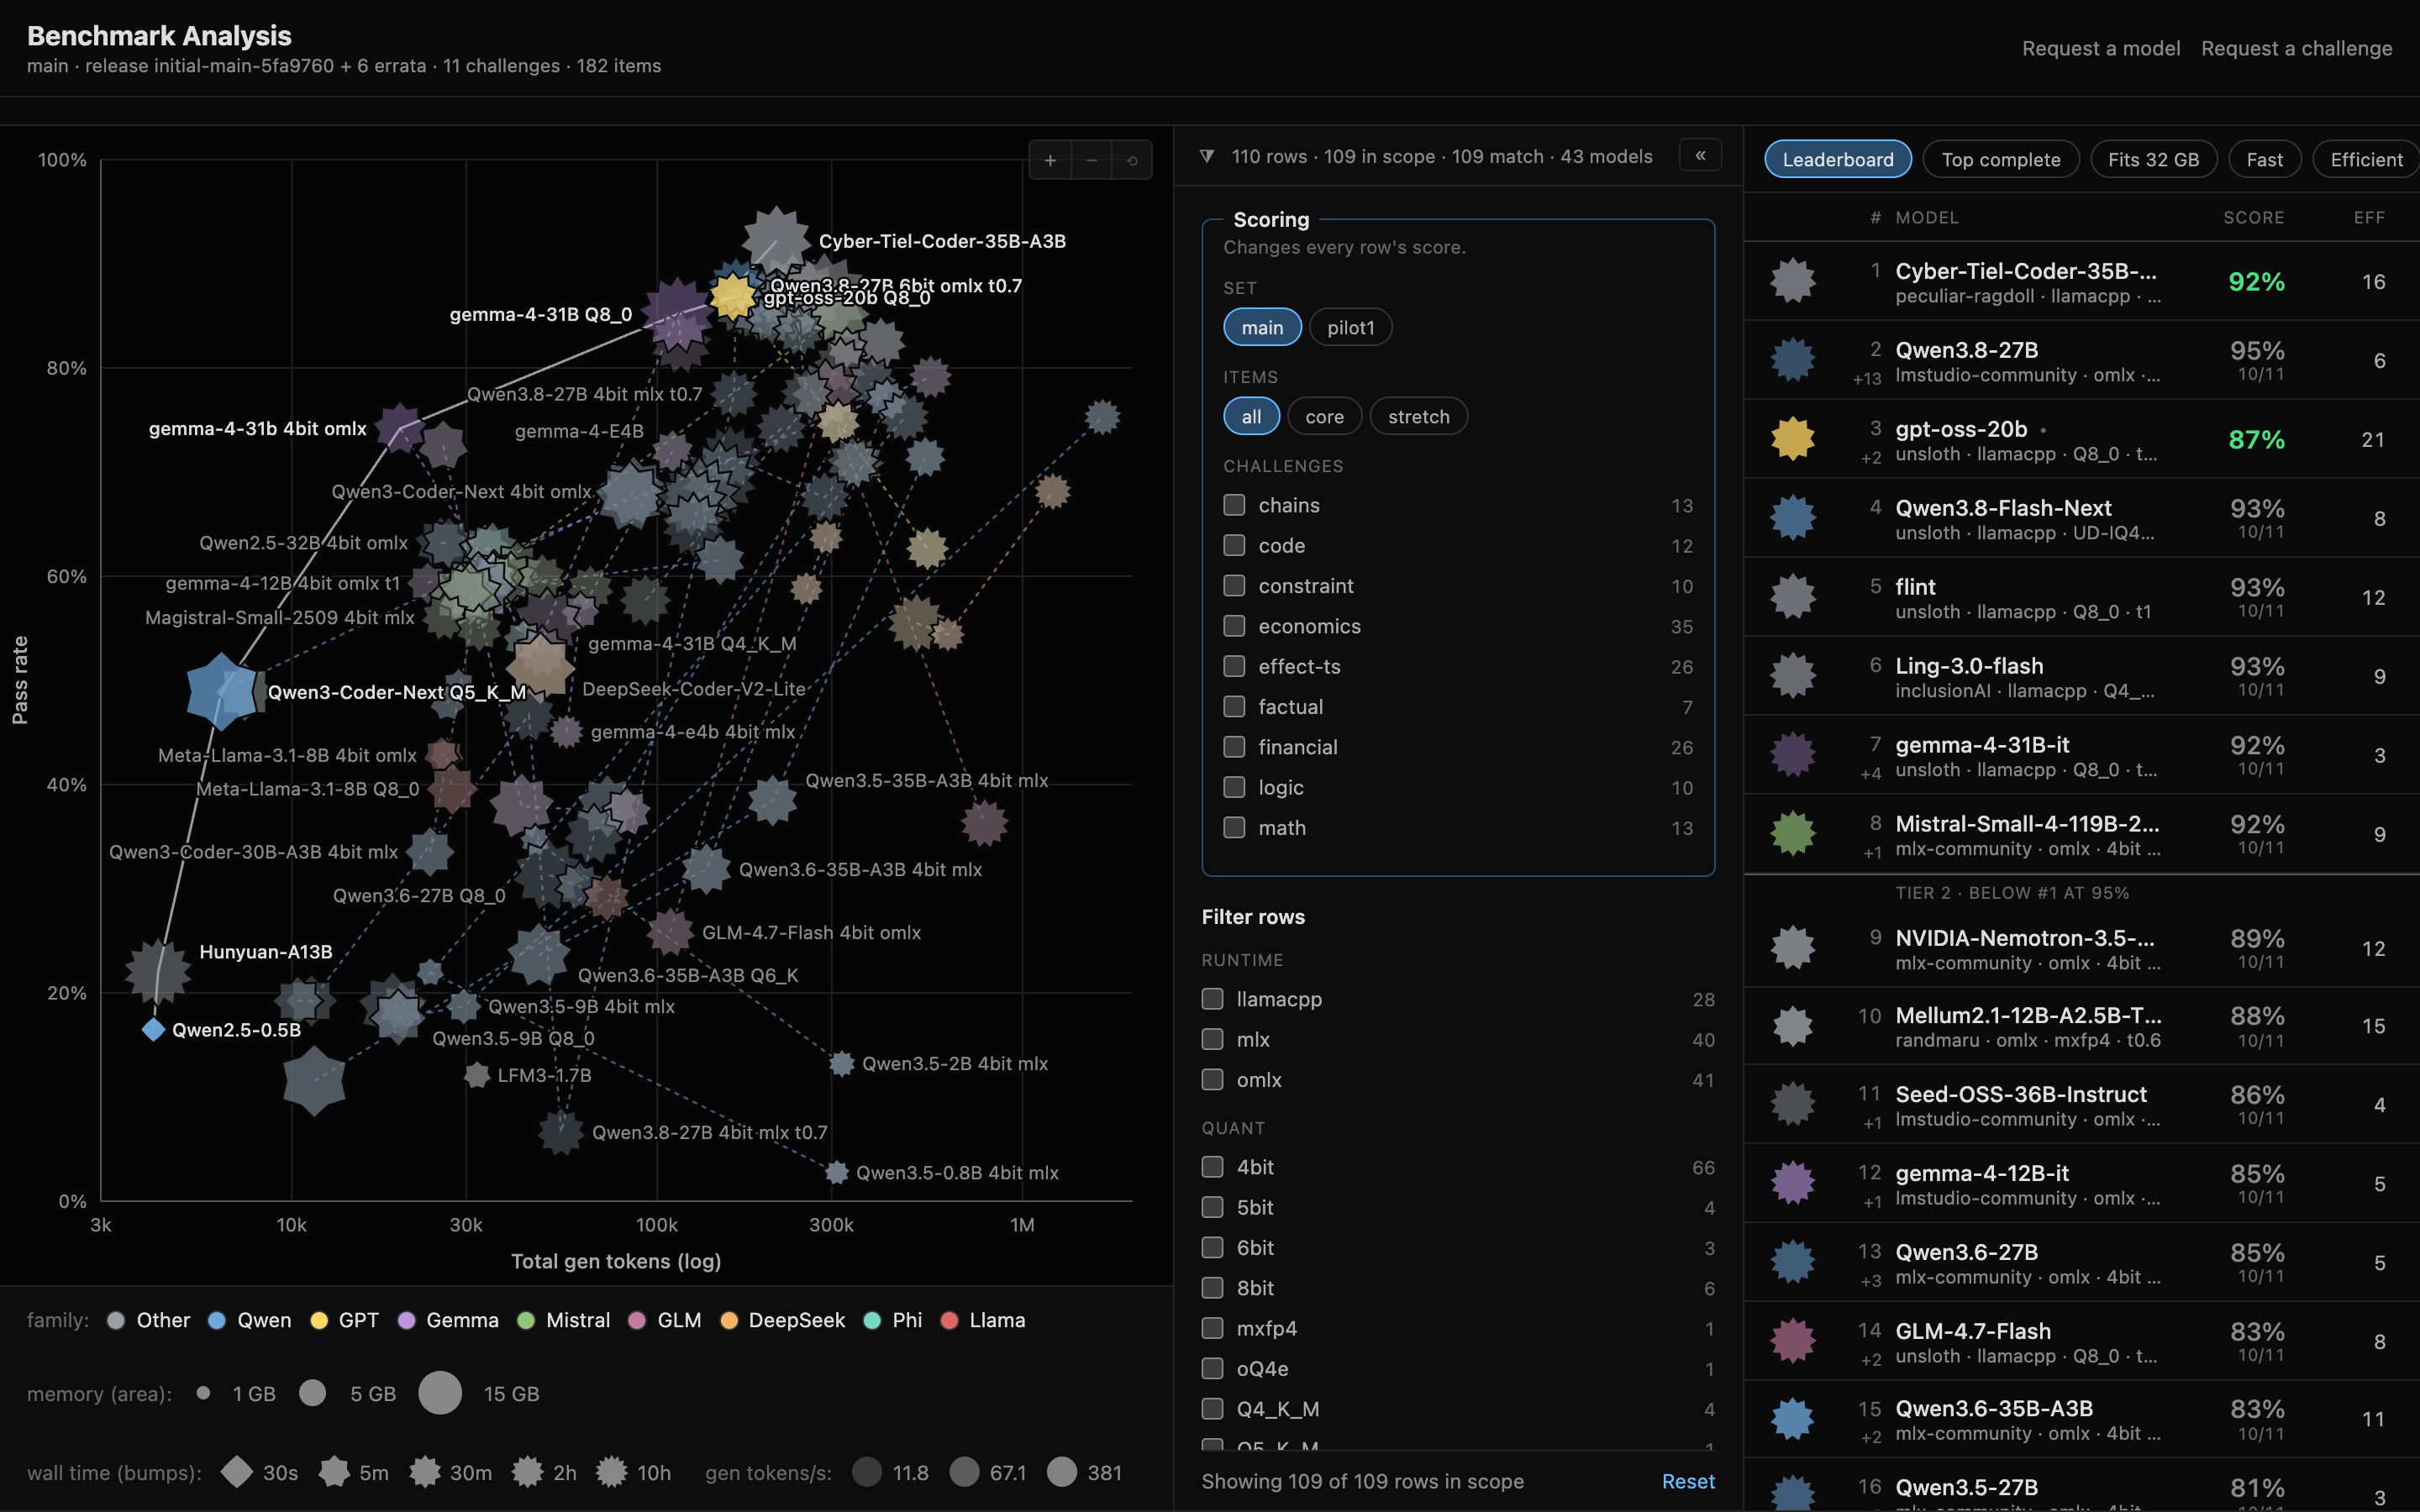 Benchmark Analysis
main · release initial-main-5fa9760 + 6 errata · 11 challenges · 182 items
Request a model
Request a challenge
100%
80%
60%
40%
20%
0%
Pass rate
3k
10k
30k
100k
300k
1M
Total gen tokens (log)
+
−
Cyber-Tiel-Coder-35B-A3B
Qwen3.8-27B 6bit omlx t0.7
gpt-oss-20b Q8_0
gemma-4-31B Q8_0
Qwen3.8-27B 4bit mlx t0.7
gemma-4-31b 4bit omlx
gemma-4-E4B
Qwen3-Coder-Next 4bit omlx
Qwen2.5-32B 4bit omlx
gemma-4-12B 4bit omlx t1
Magistral-Small-2509 4bit mlx
gemma-4-31B Q4_K_M
Qwen3-Coder-Next Q5_K_M
DeepSeek-Coder-V2-Lite
gemma-4-e4b 4bit mlx
Meta-Llama-3.1-8B 4bit omlx
Qwen3.5-35B-A3B 4bit mlx
Meta-Llama-3.1-8B Q8_0
Qwen3-Coder-30B-A3B 4bit mlx
Qwen3.6-35B-A3B 4bit mlx
Qwen3.6-27B Q8_0
GLM-4.7-Flash 4bit omlx
Hunyuan-A13B
Qwen3.6-35B-A3B Q6_K
Qwen3.5-9B 4bit mlx
Qwen2.5-0.5B
Qwen3.5-9B Q8_0
Qwen3.5-2B 4bit mlx
LFM3-1.7B
Qwen3.8-27B 4bit mlx t0.7
Qwen3.5-0.8B 4bit mlx
family: Other Qwen GPT Gemma Mistral GLM DeepSeek Phi Llama
memory (area): 1 GB 5 GB 15 GB
wall time (bumps): 30s 5m 30m 2h 10h gen tokens/s: 11.8 67.1 381
110 rows · 109 in scope · 109 match · 43 models
«
Scoring
Changes every row's score.
SET
main pilot1
ITEMS
all core stretch
CHALLENGES
chains 13
code 12
constraint 10
economics 35
effect-ts 26
factual 7
financial 26
logic 10
math 13
Filter rows
RUNTIME
llamacpp 28
mlx 40
omlx 41
QUANT
4bit 66
5bit 4
6bit 3
8bit 6
mxfp4 1
oQ4e 1
Q4_K_M 4
Q5_K_M 1
Showing 109 of 109 rows in scope Reset
Leaderboard Top complete Fits 32 GB Fast Efficient
# MODEL SCORE EFF
1 Cyber-Tiel-Coder-35B-... 92% 16
peculiar-ragdoll · llamacpp · ...
2 Qwen3.8-27B 95% 6
+13 lmstudio-community · omlx ·... 10/11
3 gpt-oss-20b • 87% 21
+2 unsloth · llamacpp · Q8_0 · t...
4 Qwen3.8-Flash-Next 93% 8
unsloth · llamacpp · UD-IQ4... 10/11
5 flint 93% 12
unsloth · llamacpp · Q8_0 · t1 10/11
6 Ling-3.0-flash 93% 9
inclusionAI · llamacpp · Q4_... 10/11
7 gemma-4-31B-it 92% 3
+4 unsloth · llamacpp · Q8_0 · t... 10/11
8 Mistral-Small-4-119B-2... 92% 9
+1 mlx-community · omlx · 4bit ... 10/11
TIER 2 · BELOW #1 AT 95%
9 NVIDIA-Nemotron-3.5-... 89% 12
mlx-community · omlx · 4bit ... 10/11
10 Mellum2.1-12B-A2.5B-T... 88% 15
randmaru · omlx · mxfp4 · t0.6 10/11
11 Seed-OSS-36B-Instruct 86% 4
+1 lmstudio-community · omlx ·... 10/11
12 gemma-4-12B-it 85% 5
+1 lmstudio-community · omlx ·... 10/11
13 Qwen3.6-27B 85% 5
+3 mlx-community · omlx · 4bit ... 10/11
14 GLM-4.7-Flash 83% 8
+2 unsloth · llamacpp · Q8_0 · t... 10/11
15 Qwen3.6-35B-A3B 83% 11
+2 mlx-community · omlx · 4bit ... 10/11
16 Qwen3.5-27B 81% 3